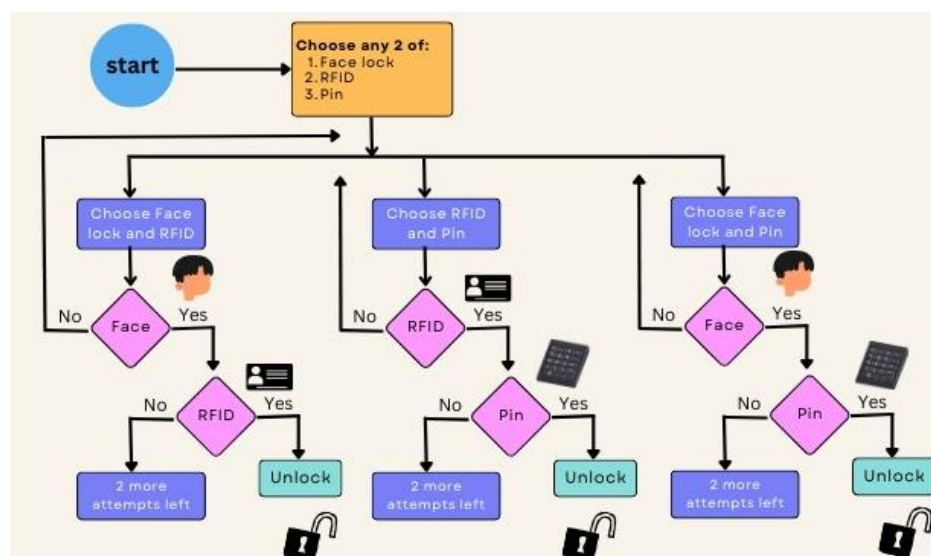 start
Choose any 2 of:
1. Face lock
2. RFID
3. Pin
Choose Face
lock and RFID
Choose RFID
and Pin
Choose Face
lock and Pin
No
Face
Yes
No
RFID
Yes
No
Face
Yes
No
RFID
Yes
No
Pin
Yes
No
Pin
Yes
2 more
attempts left
Unlock
2 more
attempts left
Unlock
2 more
attempts left
Unlock